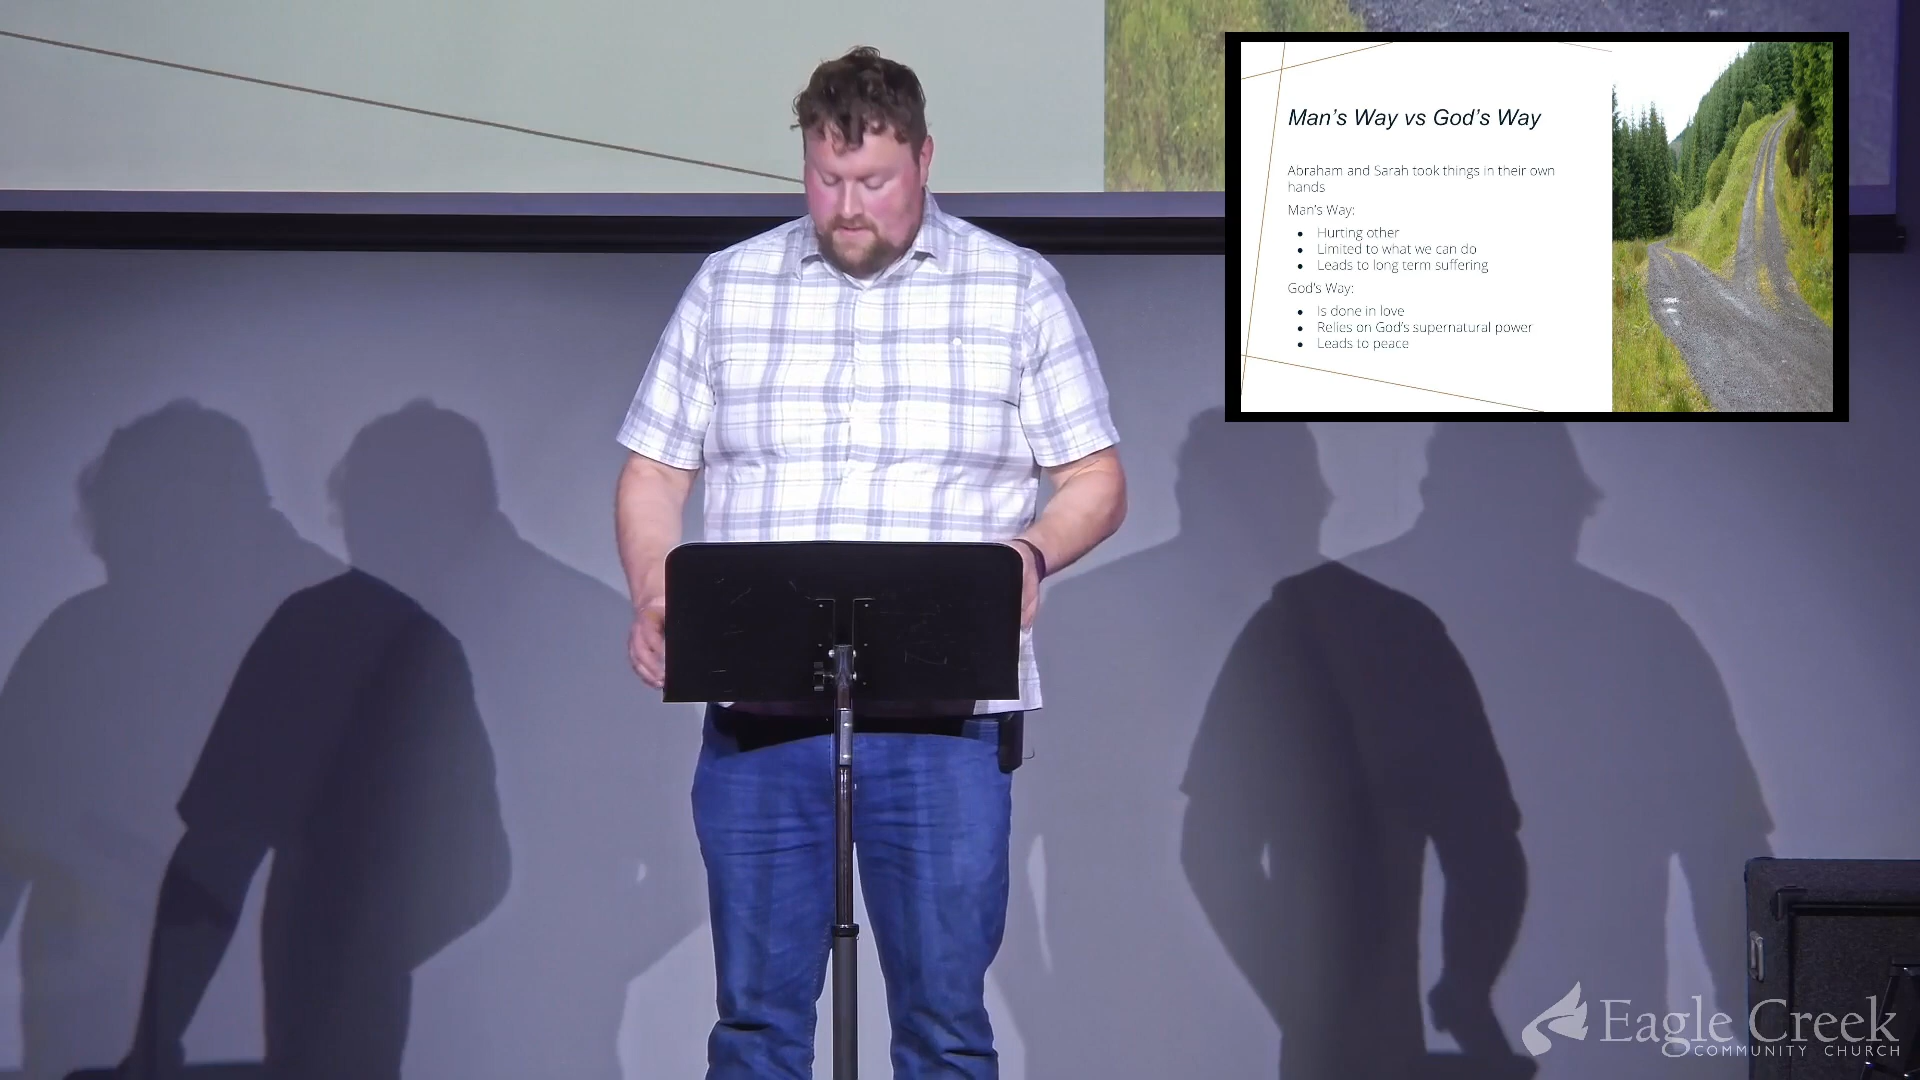 Man's Way vs God's Way
Abraham and Sarah took things in their own
hands
Man's Way:
• Hurting other
• Limited to what we can do
• Leads to long term suffering
God's Way:
• Is done in love
• Relies on God's supernatural power
• Leads to peace
Eagle Creek
COMMUNITY CHURCH